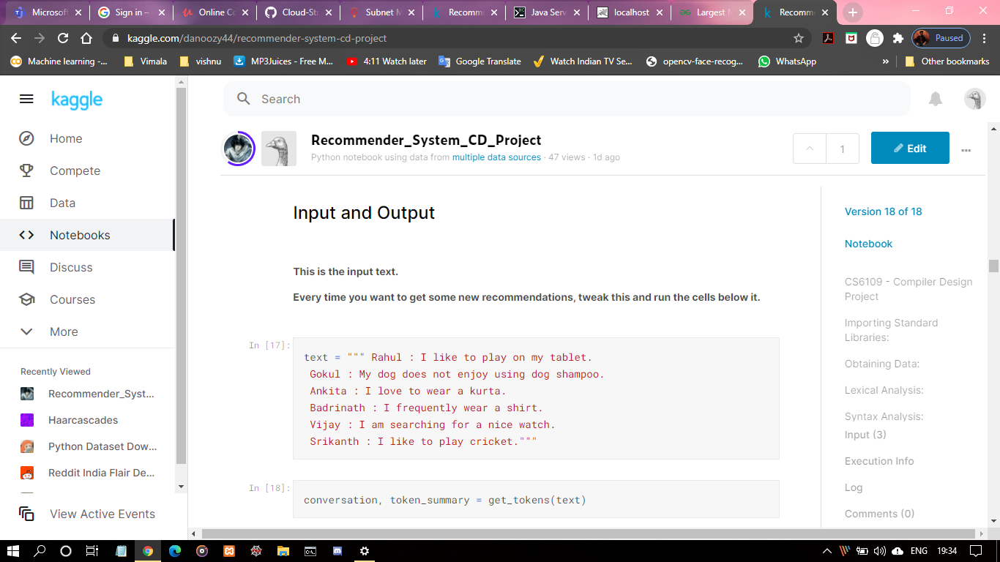 Microsoft
Sign in –
Online Co
Cloud-Str
Subnet M
Recomm
Java Serv
localhost
Largest N
Recomme
kaggle.com/danoozy44/recommender-system-cd-project
Paused
Machine learning -...
Vimala
vishnu
MP3Juices - Free M...
4:11 Watch later
Google Translate
Watch Indian TV Se...
opencv-face-recog...
WhatsApp
»
Other bookmarks
kaggle
Search
Home
Compete
Data
Notebooks
Discuss
Courses
More
Recently Viewed
Recommender_Syst...
Haarcascades
Python Dataset Dow...
Reddit India Flair De...
View Active Events
Recommender_System_CD_Project
Python notebook using data from multiple data sources · 47 views · 1d ago
1
Edit
...
Input and Output
This is the input text.
Every time you want to get some new recommendations, tweak this and run the cells below it.
In [17]:
text = """ Rahul : I like to play on my tablet.
Gokul : My dog does not enjoy using dog shampoo.
Ankita : I love to wear a kurta.
Badrinath : I frequently wear a shirt.
Vijay : I am searching for a nice watch.
Srikanth : I like to play cricket."""
In [18]:
conversation, token_summary = get_tokens(text)
Version 18 of 18
Notebook
CS6109 - Compiler Design
Project
Importing Standard
Libraries:
Obtaining Data:
Lexical Analysis:
Syntax Analysis:
Input (3)
Execution Info
Log
Comments (0)
ENG
19:34